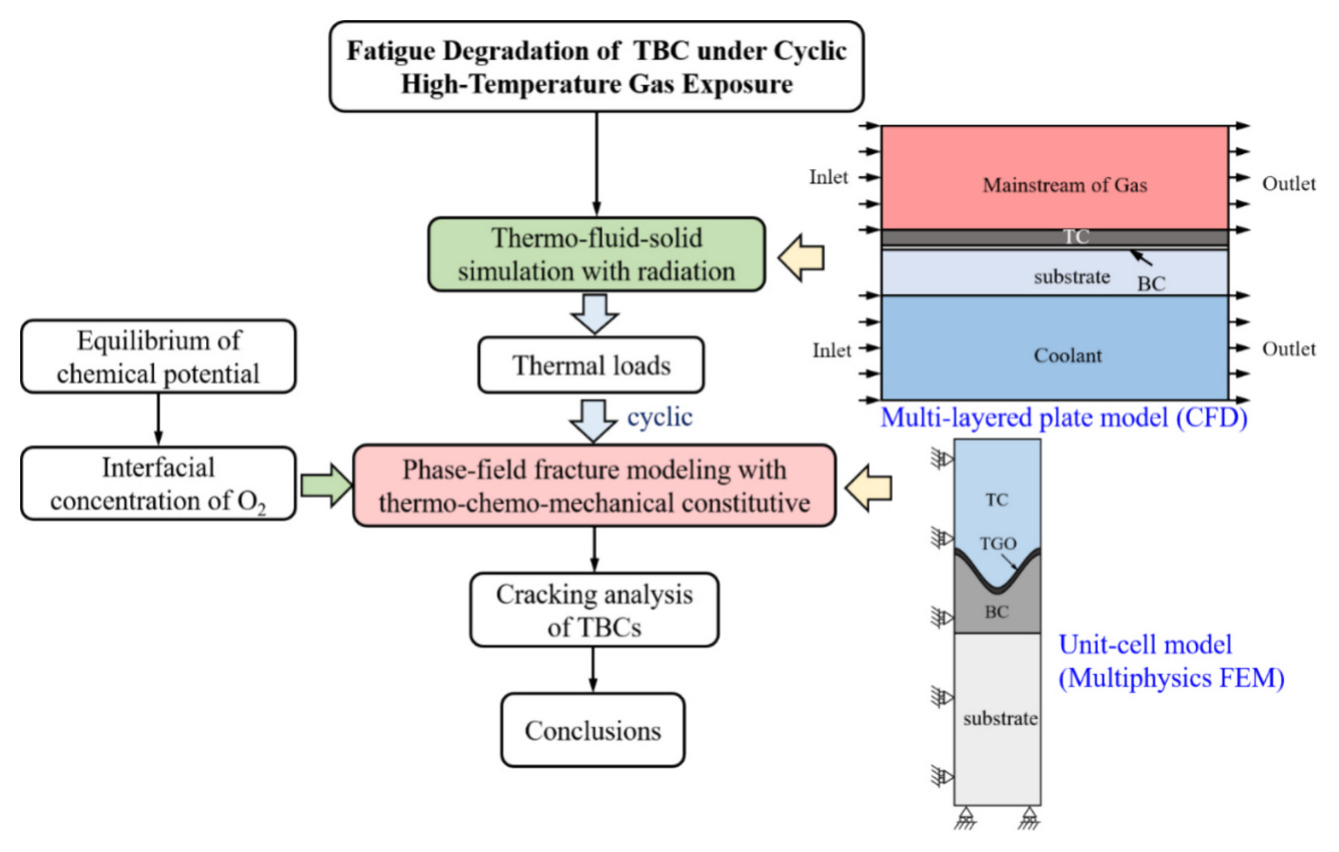 Fatigue Degradation of TBC under Cyclic
High-Temperature Gas Exposure
Thermo-fluid-solid
simulation with radiation
Thermal loads
cyclic
Equilibrium of
chemical potential
Interfacial
concentration of O₂
Phase-field fracture modeling with
thermo-chemo-mechanical constitutive
Cracking analysis
of TBCs
Conclusions
Inlet
Mainstream of Gas
Outlet
TC
substrate
BC
Inlet
Coolant
Outlet
Multi-layered plate model (CFD)
TC
TGO
BC
substrate
Unit-cell model
(Multiphysics FEM)